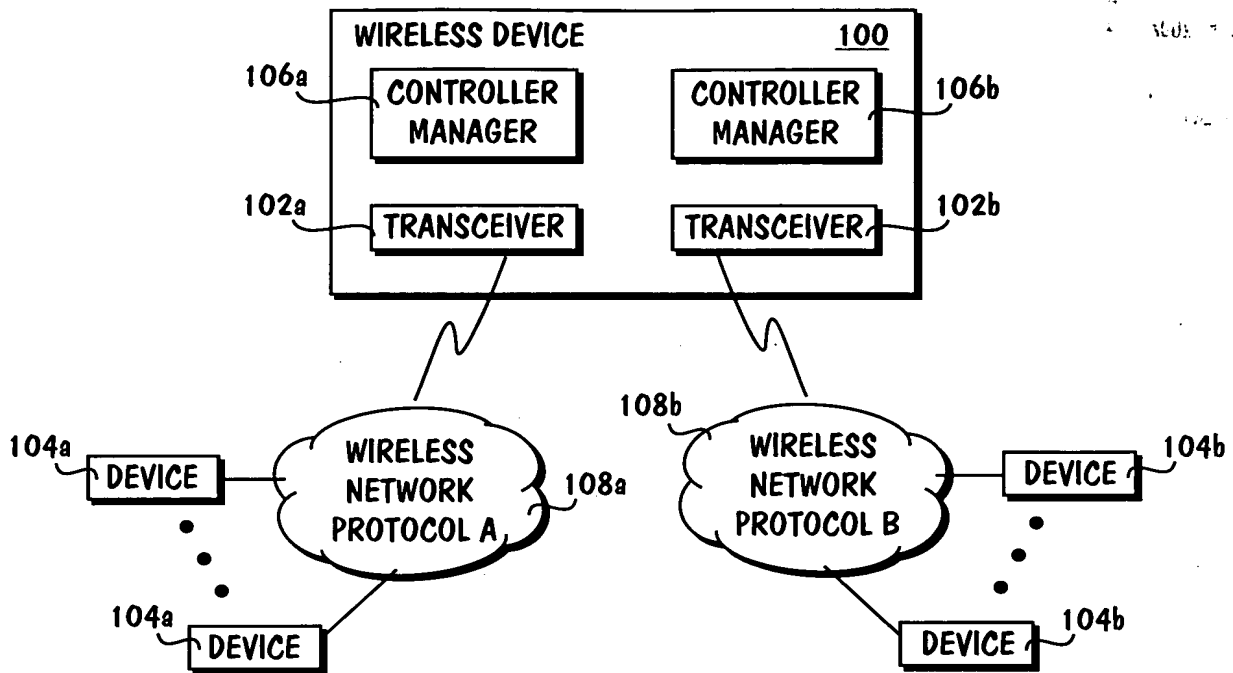 WIRELESS DEVICE 100
106a CONTROLLER MANAGER
CONTROLLER MANAGER 106b
102a TRANSCEIVER
TRANSCEIVER 102b
108b
WIRELESS NETWORK PROTOCOL A
108a
WIRELESS NETWORK PROTOCOL B
104a DEVICE
DEVICE 104b
104a DEVICE
DEVICE 104b